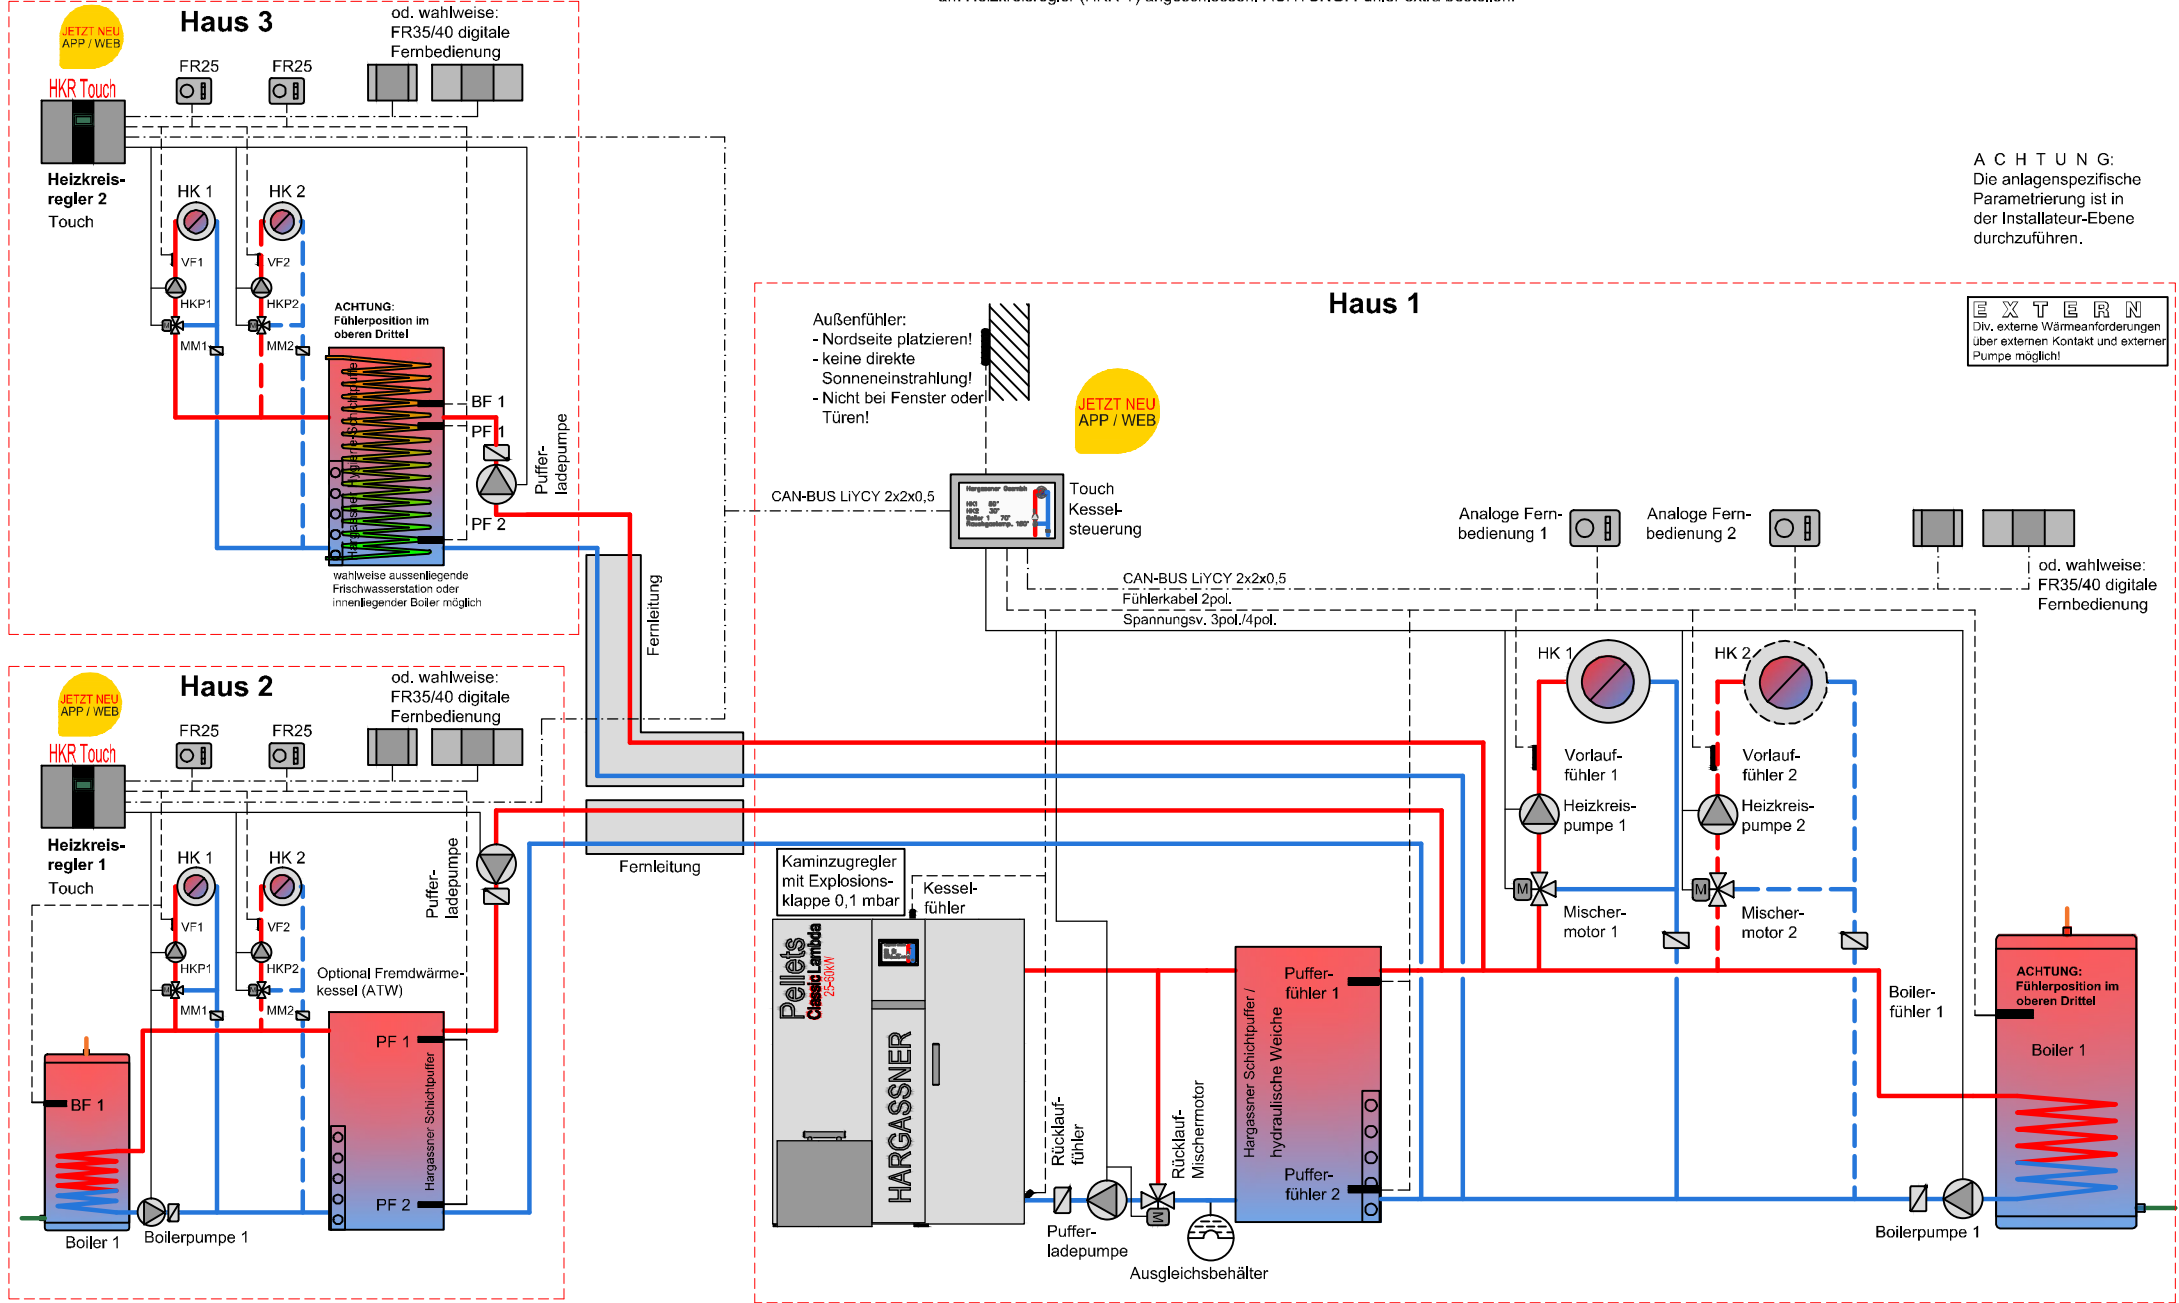 Haus 3
JETZT NEU
APP / WEB
HKR Touch
FR25
FR25
od. wahlweise:
FR35/40 digitale
Fernbedienung
Heizkreis-
regler 2
Touch
HK 1
HK 2
VF1
VF2
HKP1
HKP2
MM1
MM2
ACHTUNG:
Fühlerposition im
oberen Drittel
BF 1
PF 1
PF 2
Puffer-
ladepumpe
wahlweise aussenliegende
Frischwasserstation oder
innenliegender Boiler möglich
Fernleitung
A C H T U N G:
Die anlagenspezifische
Parametrierung ist in
der Installateur-Ebene
durchzuführen.
Haus 1
E X T E R N
Div. externe Wärmeanforderungen
über externen Kontakt und externer
Pumpe möglich!
Außenfühler:
- Nordseite platzieren!
- keine direkte
Sonneneinstrahlung!
- Nicht bei Fenster oder
Türen!
JETZT NEU
APP / WEB
CAN-BUS LiYCY 2x2x0,5
Touch
Kessel-
steuerung
Analoge Fern-
bedienung 1
Analoge Fern-
bedienung 2
od. wahlweise:
FR35/40 digitale
Fernbedienung
CAN-BUS LiYCY 2x2x0,5
Fühlerkabel 2pol.
Spannungsv. 3pol./4pol.
HK 1
HK 2
Vorlauf-
fühler 1
Vorlauf-
fühler 2
Heizkreis-
pumpe 1
Heizkreis-
pumpe 2
Mischer-
motor 1
Mischer-
motor 2
Kaminzugregler
mit Explosions-
klappe 0,1 mbar
Kessel-
fühler
Pellets
Classic Lambda
25-60kW
HARGASSNER
Rücklauf-
fühler
Puffer-
ladepumpe
Rücklauf-
Mischermotor
Ausgleichsbehälter
Hargassner Schichtpuffer /
hydraulische Weiche
Puffer-
fühler 1
Puffer-
fühler 2
Boiler-
fühler 1
ACHTUNG:
Fühlerposition im
oberen Drittel
Boiler 1
Boilerpumpe 1
Haus 2
JETZT NEU
APP / WEB
HKR Touch
FR25
FR25
od. wahlweise:
FR35/40 digitale
Fernbedienung
Heizkreis-
regler 1
Touch
HK 1
HK 2
VF1
VF2
HKP1
HKP2
MM1
MM2
Puffer-
ladepumpe
Optional Fremdwärme-
kessel (ATW)
PF 1
PF 2
Hargassner Schichtpuffer
BF 1
Boiler 1
Boilerpumpe 1
Fernleitung
M
M
M
M
M
M
M